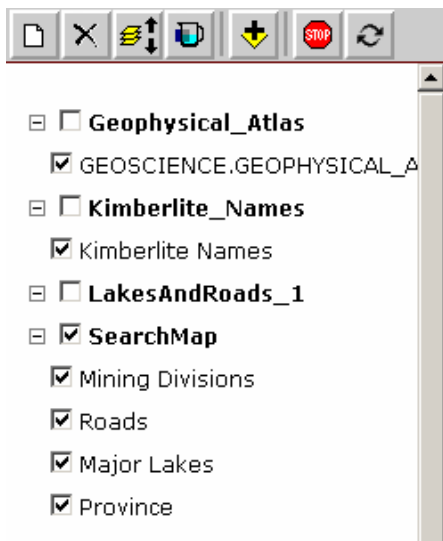 STOP
Geophysical_Atlas
GEOSCIENCE.GEOPHYSICAL_A
Kimberlite_Names
Kimberlite Names
LakesAndRoads_1
SearchMap
Mining Divisions
Roads
Major Lakes
Province